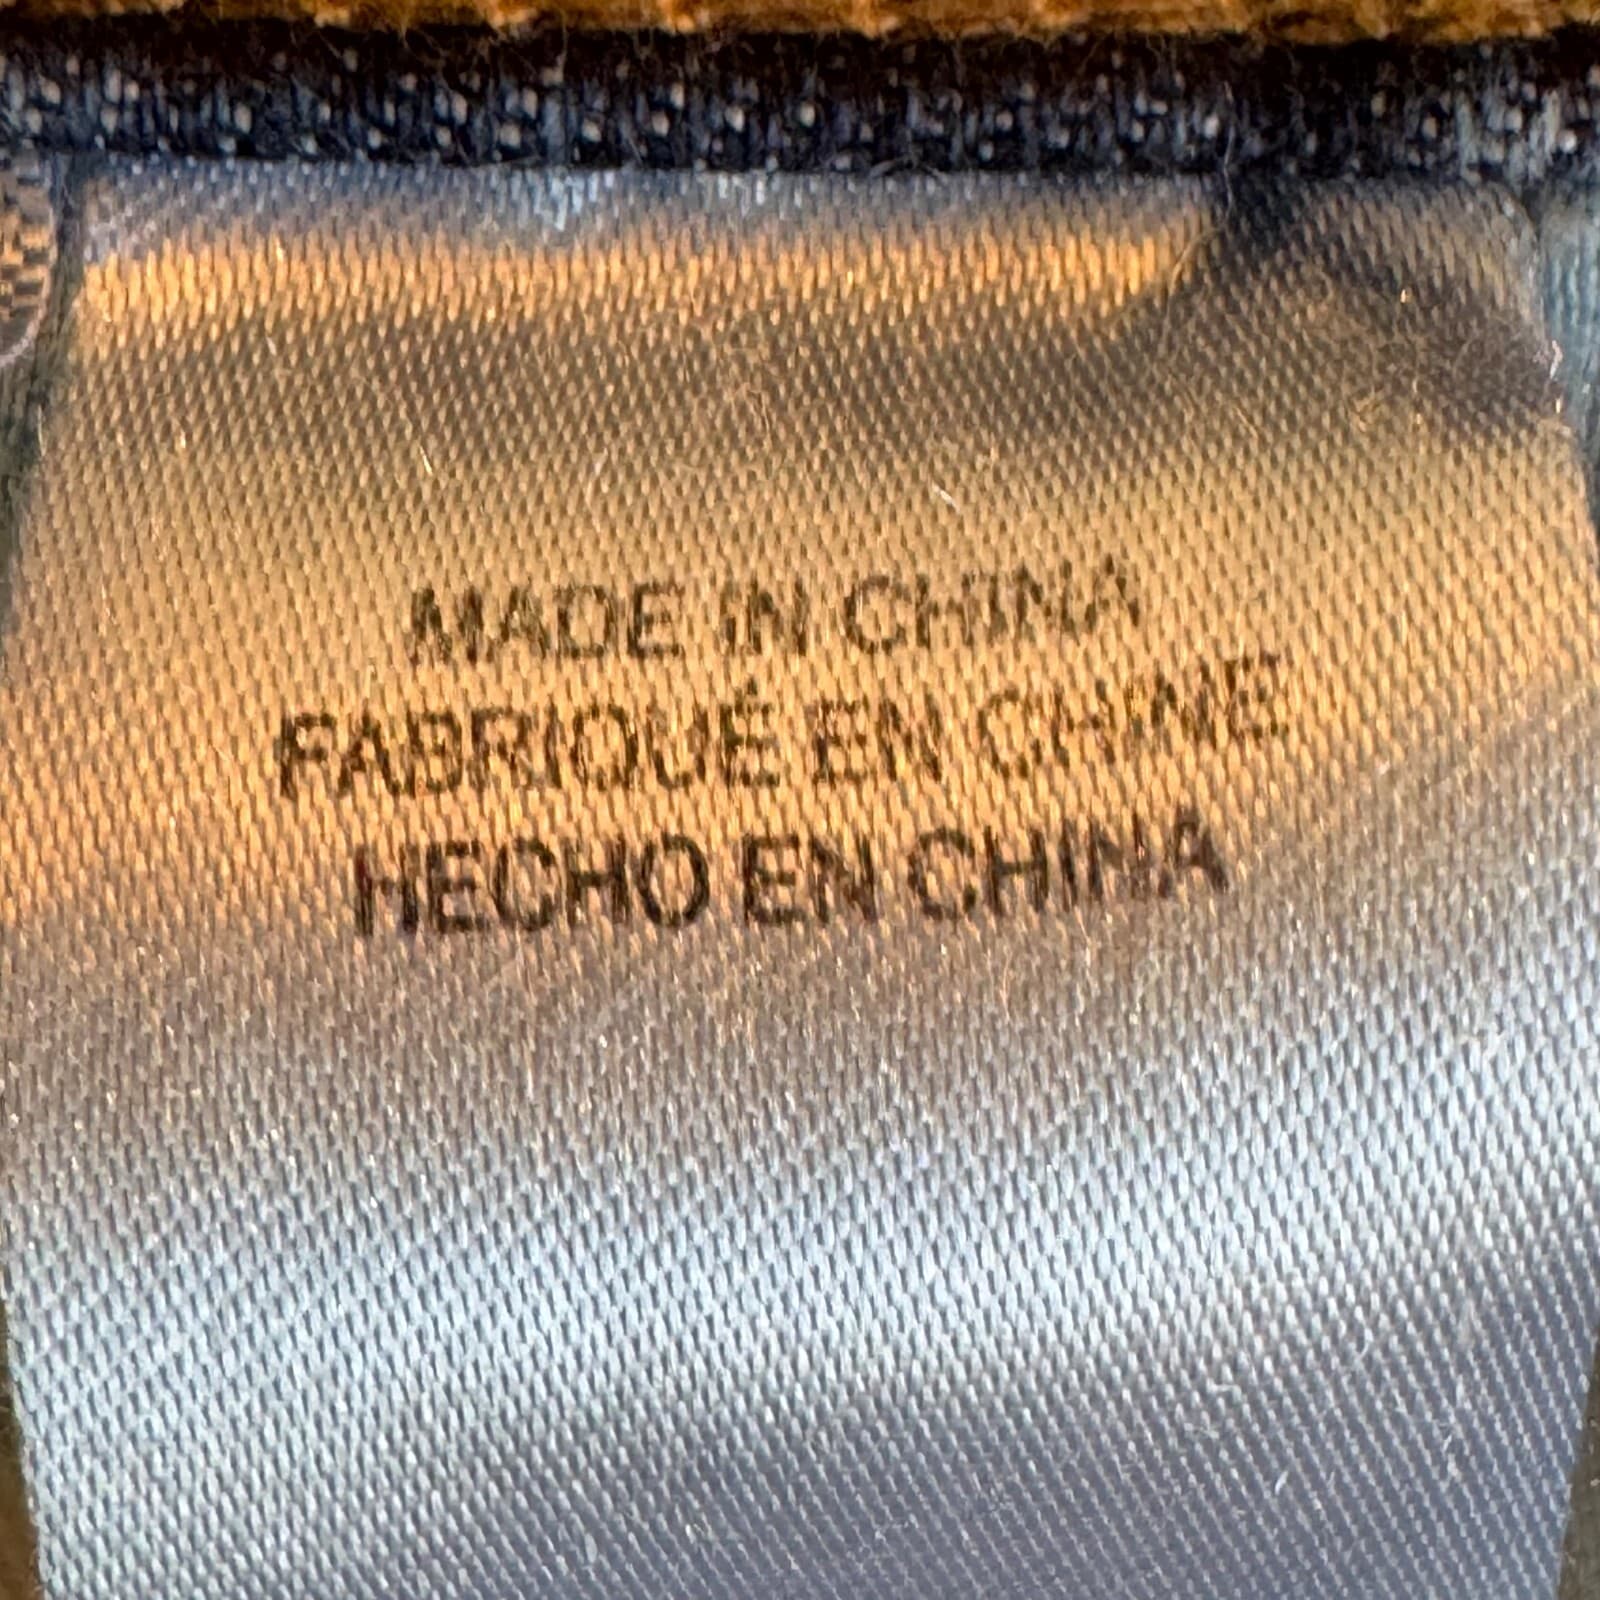 MADE IN CHINA
FABRIQUÉ EN CHINE
HECHO EN CHINA